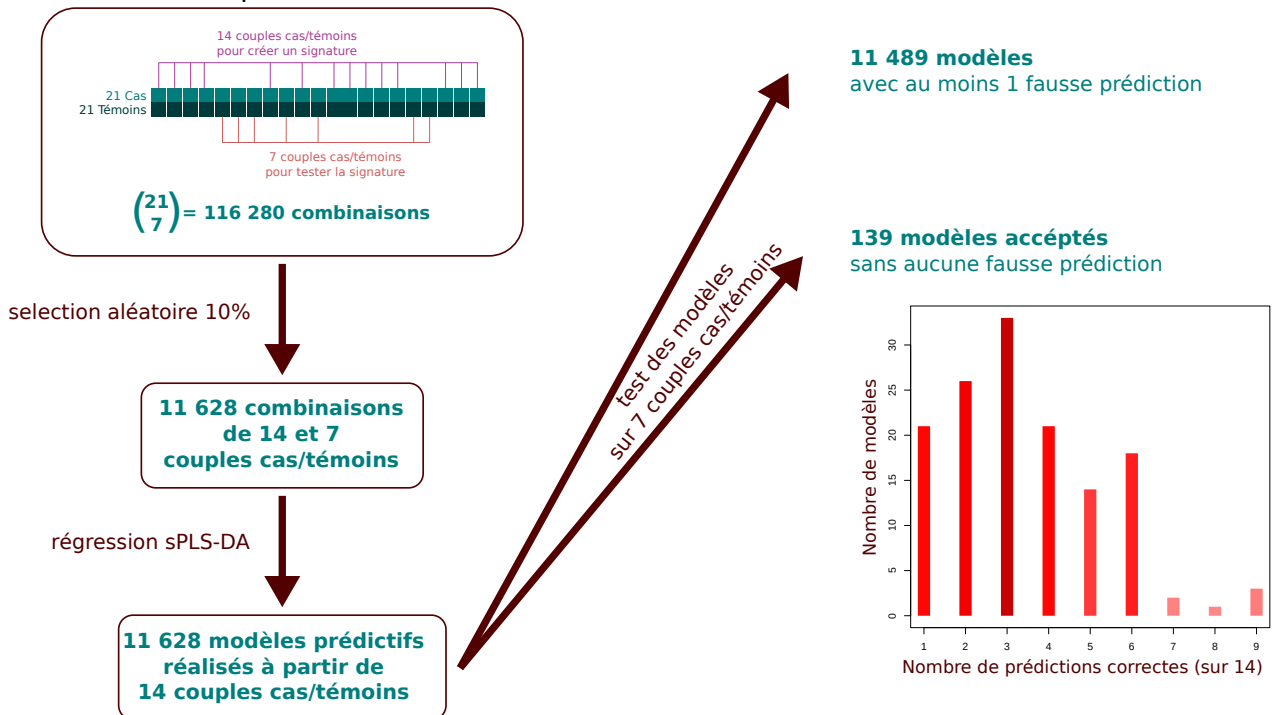 14 couples cas/témoins
pour créer un signature
21 Cas
21 Témoins
7 couples cas/témoins
pour tester la signature
(21
7) = 116 280 combinaisons
selection aléatoire 10%
11 628 combinaisons
de 14 et 7
couples cas/témoins
régression sPLS-DA
11 628 modèles prédictifs
réalisés à partir de
14 couples cas/témoins
test des modèles
sur 7 couples cas/témoins
11 489 modèles
avec au moins 1 fausse prédiction
139 modèles accéptés
sans aucune fausse prédiction
Nombre de modèles
30
25
20
15
10
5
0
1 2 3 4 5 6 7 8 9
Nombre de prédictions correctes (sur 14)